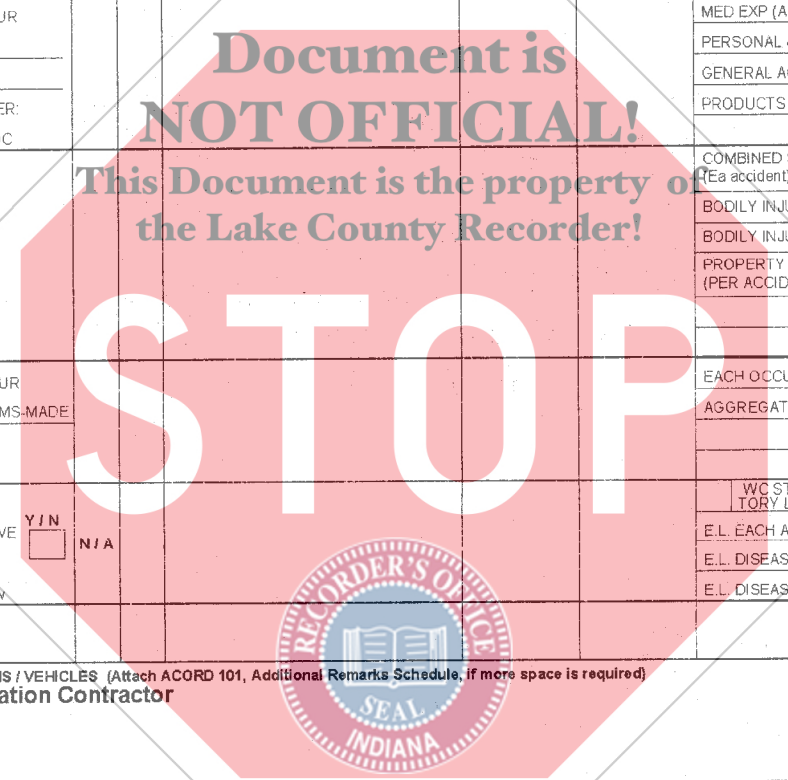 UR
MED EXP (A
PERSONAL
GENERAL A
ER:
PRODUCTS
C
Document is
NOT OFFICIAL!
This Document is the property of
the Lake County Recorder!
COMBINED
(Ea accident)
BODILY INJU
BODILY INJU
PROPERTY
(PER ACCID
STOP
UR
EACH OCCU
MS-MADE
AGGREGAT
WC ST
TORY L
VE
Y / N
N / A
E.L. EACH A
E.L. DISEAS
E.L. DISEAS
RECORDER'S OFFICE
SEAL
INDIANA
IS / VEHICLES (Attach ACORD 101, Additional Remarks Schedule, if more space is required)
ation Contractor